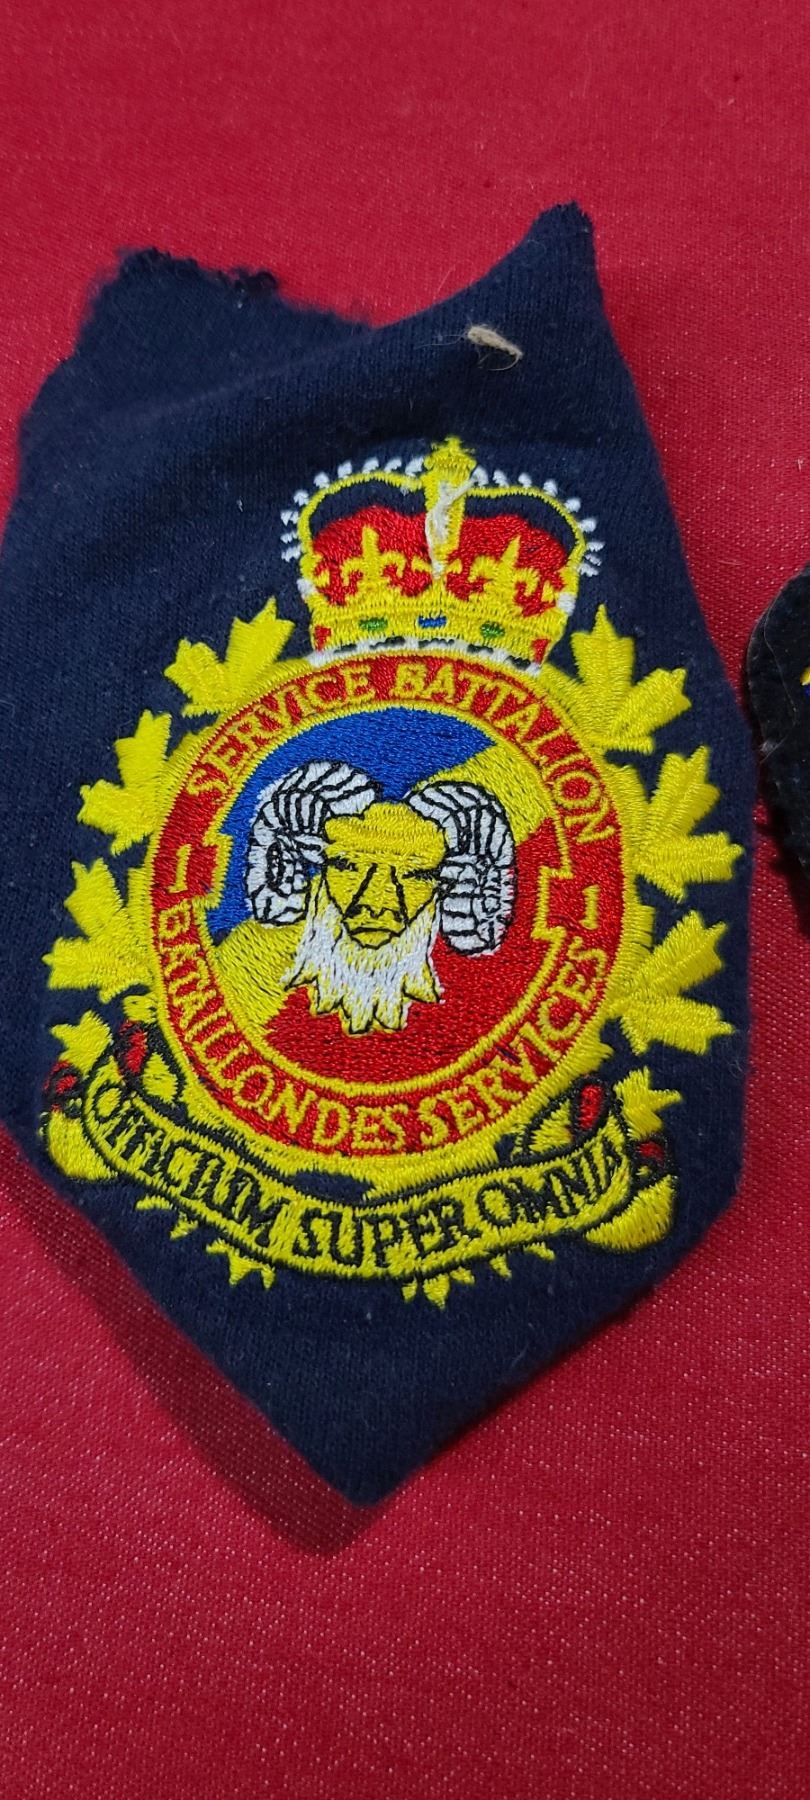 SERVICE BATTALION
1 1
BATAILLON DES SERVICES
OFFICIUM SUPER OMNIA